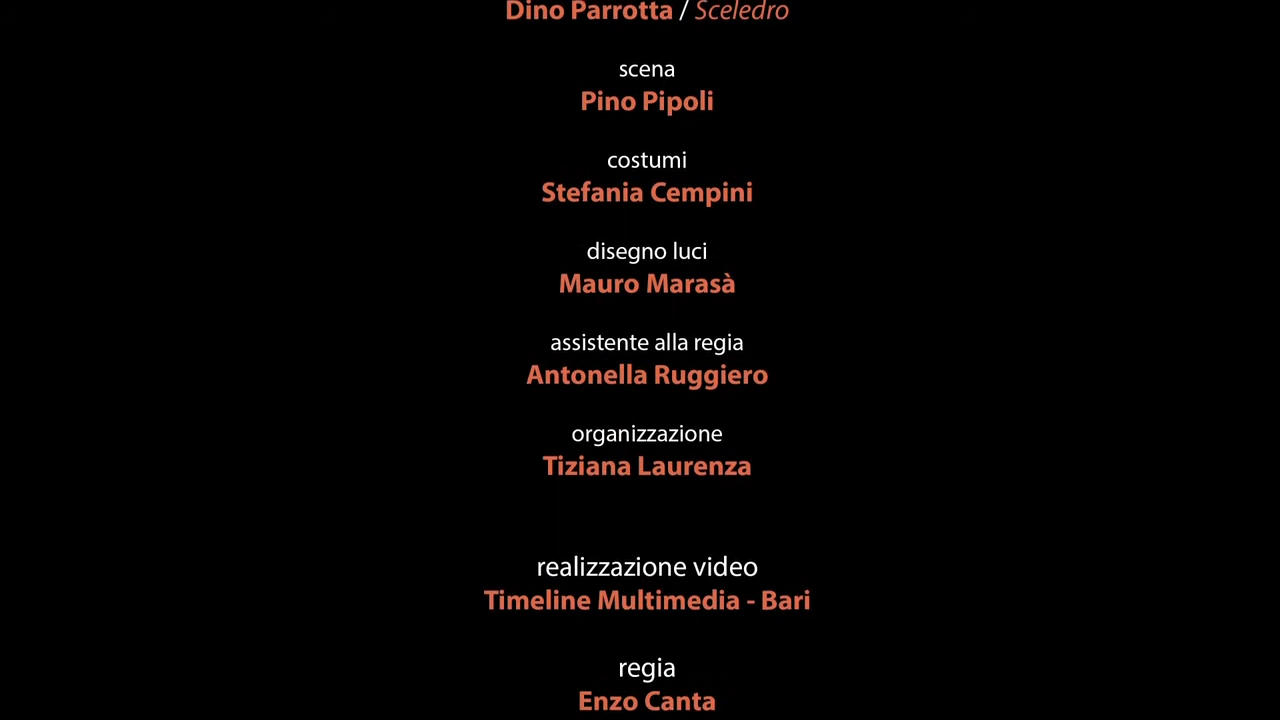 Dino Parrotta / Sceledro
scena
Pino Pipoli
costumi
Stefania Cempini
disegno luci
Mauro Marasà
assistente alla regia
Antonella Ruggiero
organizzazione
Tiziana Laurenza
realizzazione video
Timeline Multimedia - Bari
regia
Enzo Canta